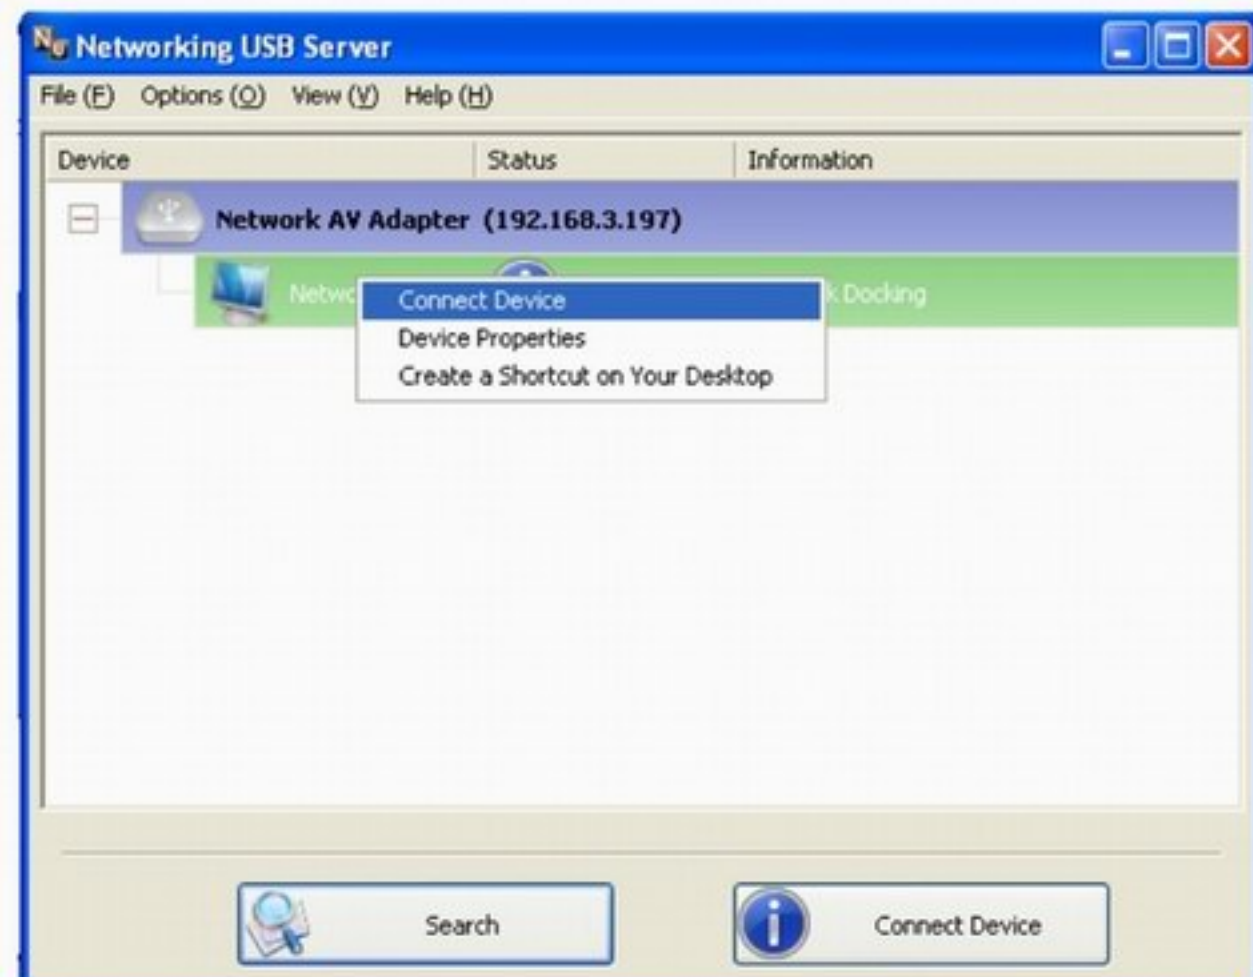 Networking USB Server
File (F) Options (O) View (V) Help (H)
Device Status Information
Network AV Adapter (192.168.3.197)
Docking
Connect Device
Device Properties
Create a Shortcut on Your Desktop
Search Connect Device